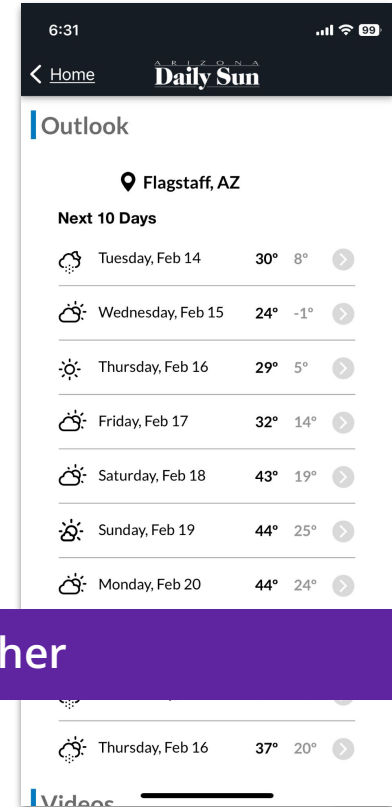 6:31
99
Home
ARIZONA
Daily Sun
Outlook
Flagstaff, AZ
Next 10 Days
Tuesday, Feb 14 30° 8°
Wednesday, Feb 15 24° -1°
Thursday, Feb 16 29° 5°
Friday, Feb 17 32° 14°
Saturday, Feb 18 43° 19°
Sunday, Feb 19 44° 25°
Monday, Feb 20 44° 24°
her
Thursday, Feb 16 37° 20°
Videos